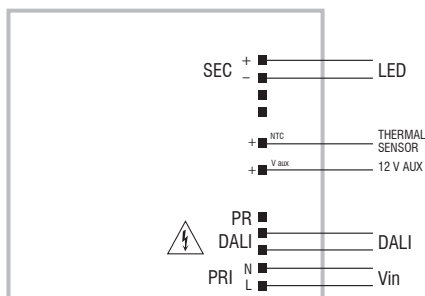 SEC + LED
–
+ NTC THERMAL SENSOR
+ V aux 12 V AUX
PR
DALI DALI
PRI N Vin
L